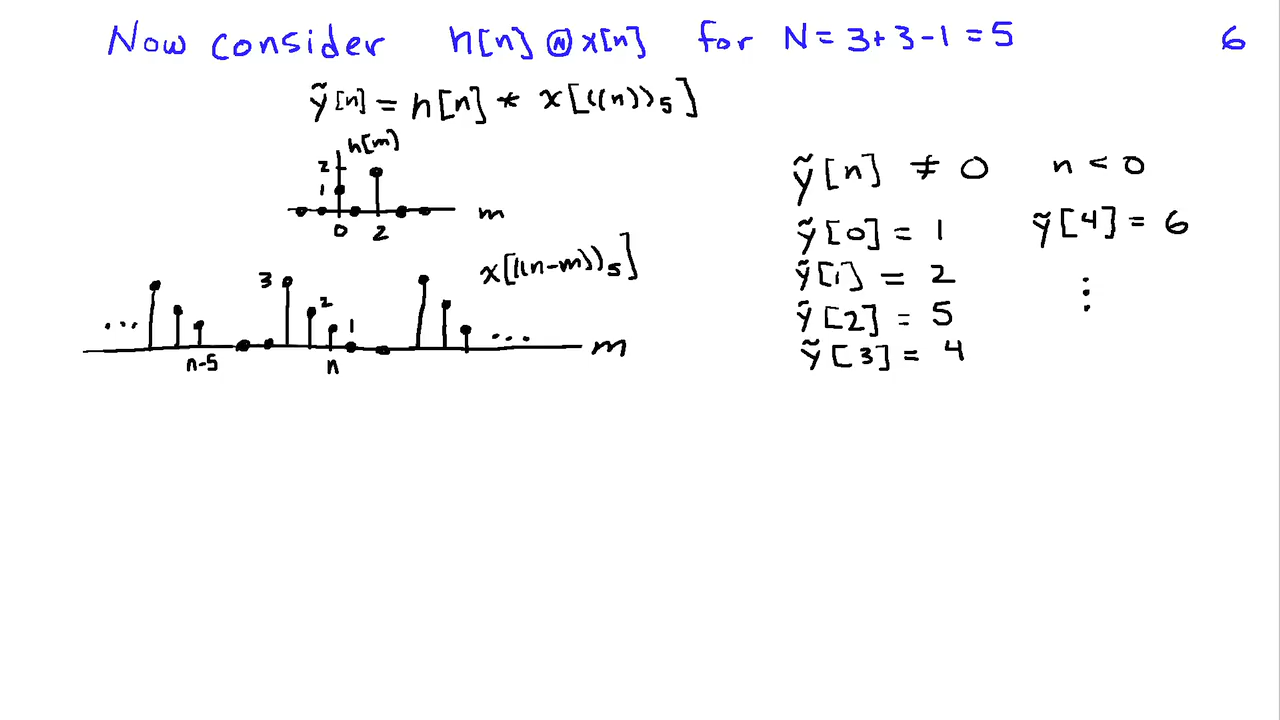 Now consider h[n] Ⓝ x[n] for N = 3+3-1 = 5
6
ỹ[n] = h[n] * x[((n))₅]
h[m]
2
1
0 2 m
x[((n-m))₅]
3
2
1
... ...
n-5 n m
ỹ[n] ≠ 0 n < 0
ỹ[0] = 1 ỹ[4] = 6
ỹ[1] = 2 ⋮
ỹ[2] = 5
ỹ[3] = 4